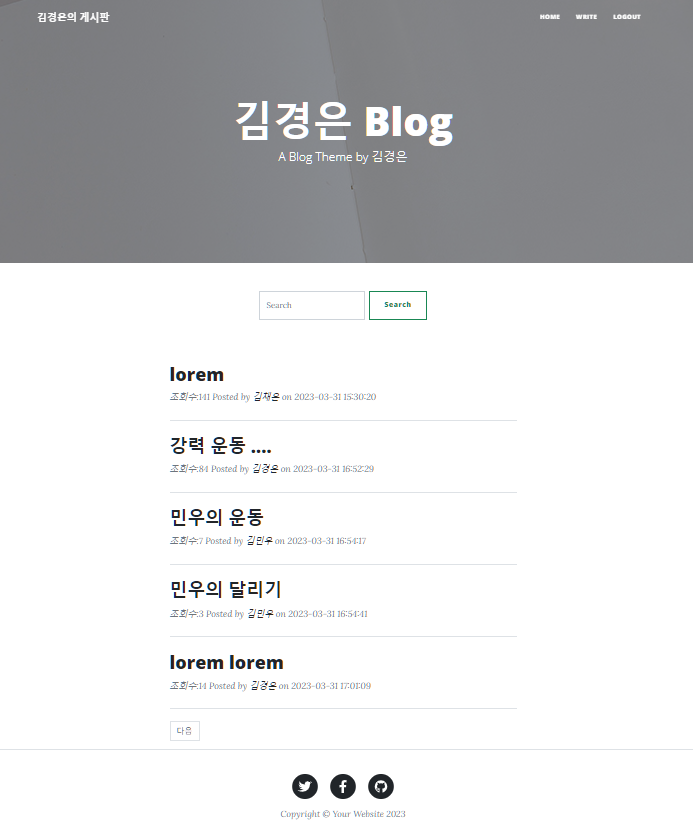 김경은의 게시판
HOME WRITE LOGOUT
김경은 Blog
A Blog Theme by 김경은
Search Search
lorem
조회수:141 Posted by 김재은 on 2023-03-31 15:30:20
강력 운동 ....
조회수:84 Posted by 김경은 on 2023-03-31 16:52:29
민우의 운동
조회수:7 Posted by 김민우 on 2023-03-31 16:54:17
민우의 달리기
조회수:3 Posted by 김민우 on 2023-03-31 16:54:41
lorem lorem
조회수:14 Posted by 김경은 on 2023-03-31 17:01:09
다음
Copyright © Your Website 2023